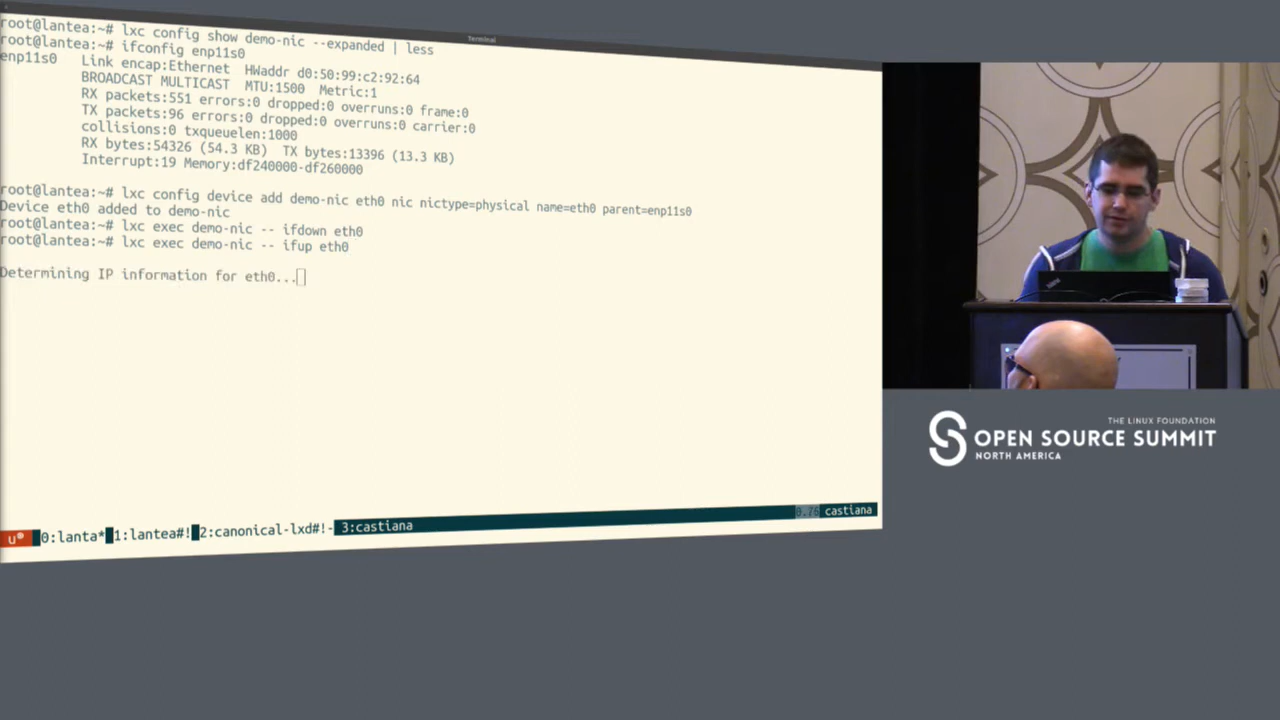 Terminal
root@lantea:~# lxc config show demo-nic --expanded | less
root@lantea:~# ifconfig enp11s0
enp11s0 Link encap:Ethernet HWaddr d0:50:99:c2:92:64
BROADCAST MULTICAST MTU:1500 Metric:1
RX packets:551 errors:0 dropped:0 overruns:0 frame:0
TX packets:96 errors:0 dropped:0 overruns:0 carrier:0
collisions:0 txqueuelen:1000
RX bytes:54326 (54.3 KB) TX bytes:13396 (13.3 KB)
Interrupt:19 Memory:df240000-df260000
root@lantea:~# lxc config device add demo-nic eth0 nic nictype=physical name=eth0 parent=enp11s0
Device eth0 added to demo-nic
root@lantea:~# lxc exec demo-nic -- ifdown eth0
root@lantea:~# lxc exec demo-nic -- ifup eth0
Determining IP information for eth0...
0:lanta* 1:lantea#! 2:canonical-lxd#!- 3:castiana 0.76 castiana
THE LINUX FOUNDATION
OPEN SOURCE SUMMIT
NORTH AMERICA